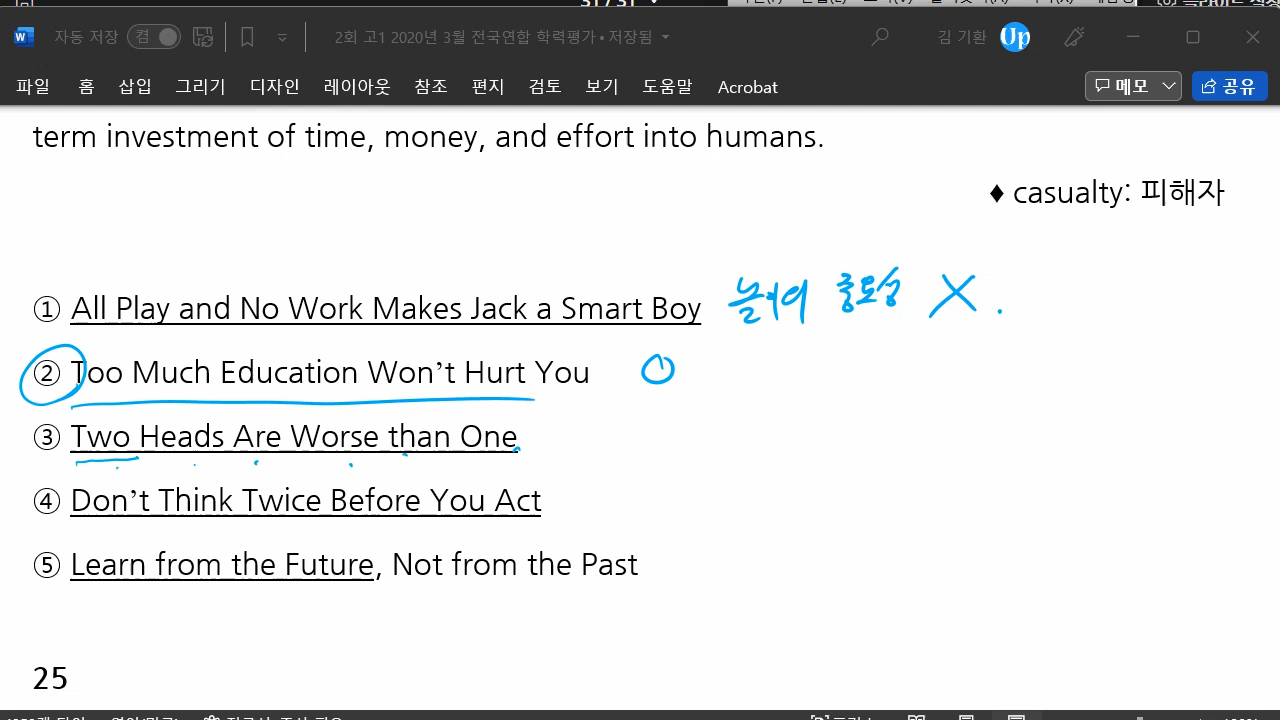 자동 저장 켬 2회 고1 2020년 3월 전국연합 학력평가 • 저장됨 김 기환 Up
파일 홈 삽입 그리기 디자인 레이아웃 참조 편지 검토 보기 도움말 Acrobat 메모 공유
term investment of time, money, and effort into humans.
♦ casualty: 피해자
① All Play and No Work Makes Jack a Smart Boy 놀이의 중요성 X.
② Too Much Education Won’t Hurt You
③ Two Heads Are Worse than One
④ Don’t Think Twice Before You Act
⑤ Learn from the Future, Not from the Past
25